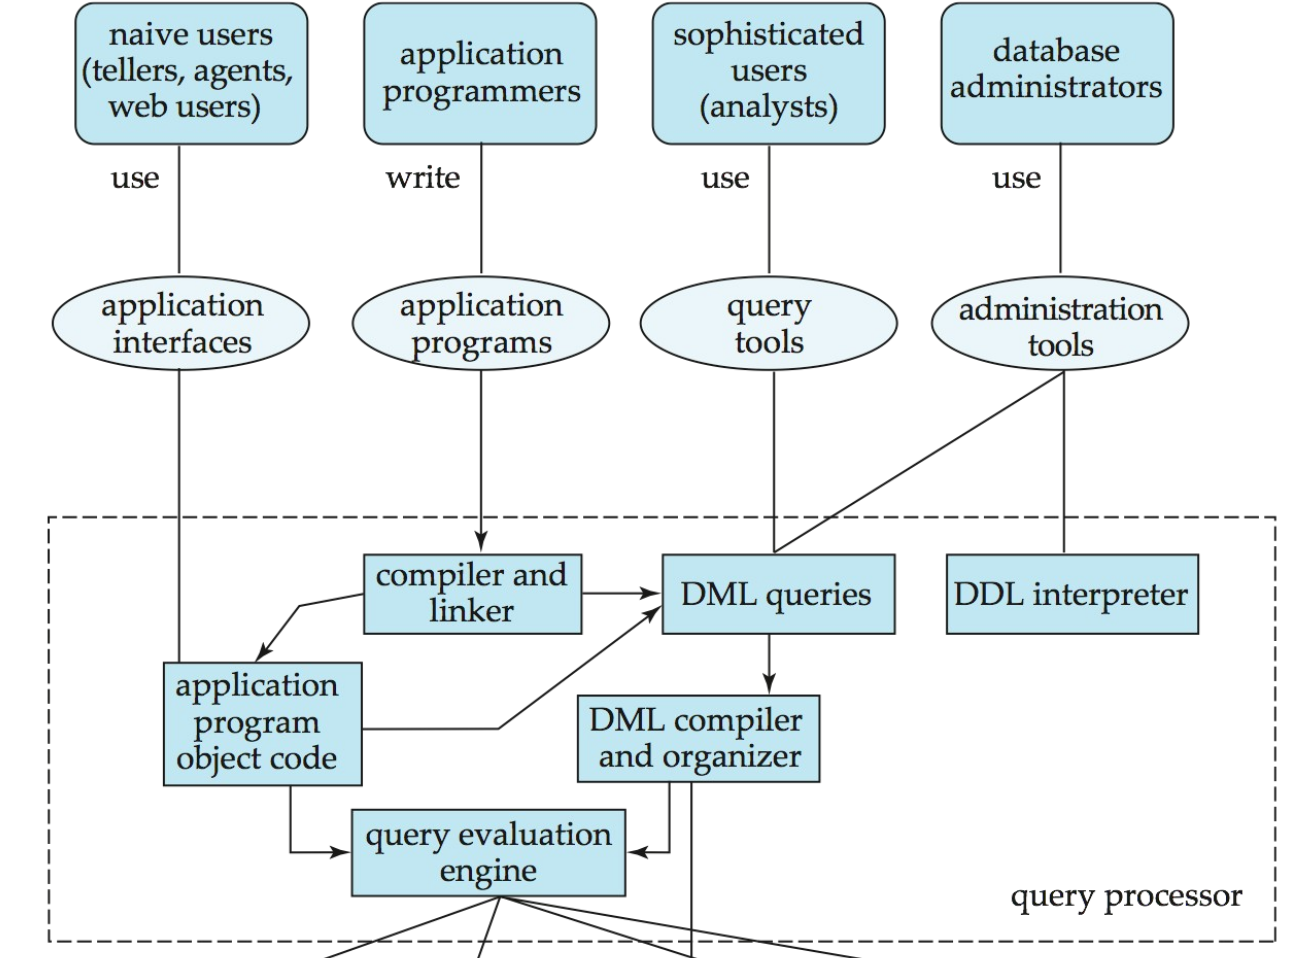 naive users
(tellers, agents,
web users)
application
programmers
sophisticated
users
(analysts)
database
administrators
use
write
use
use
application
interfaces
application
programs
query
tools
administration
tools
compiler and
linker
DML queries
DDL interpreter
application
program
object code
DML compiler
and organizer
query evaluation
engine
query processor